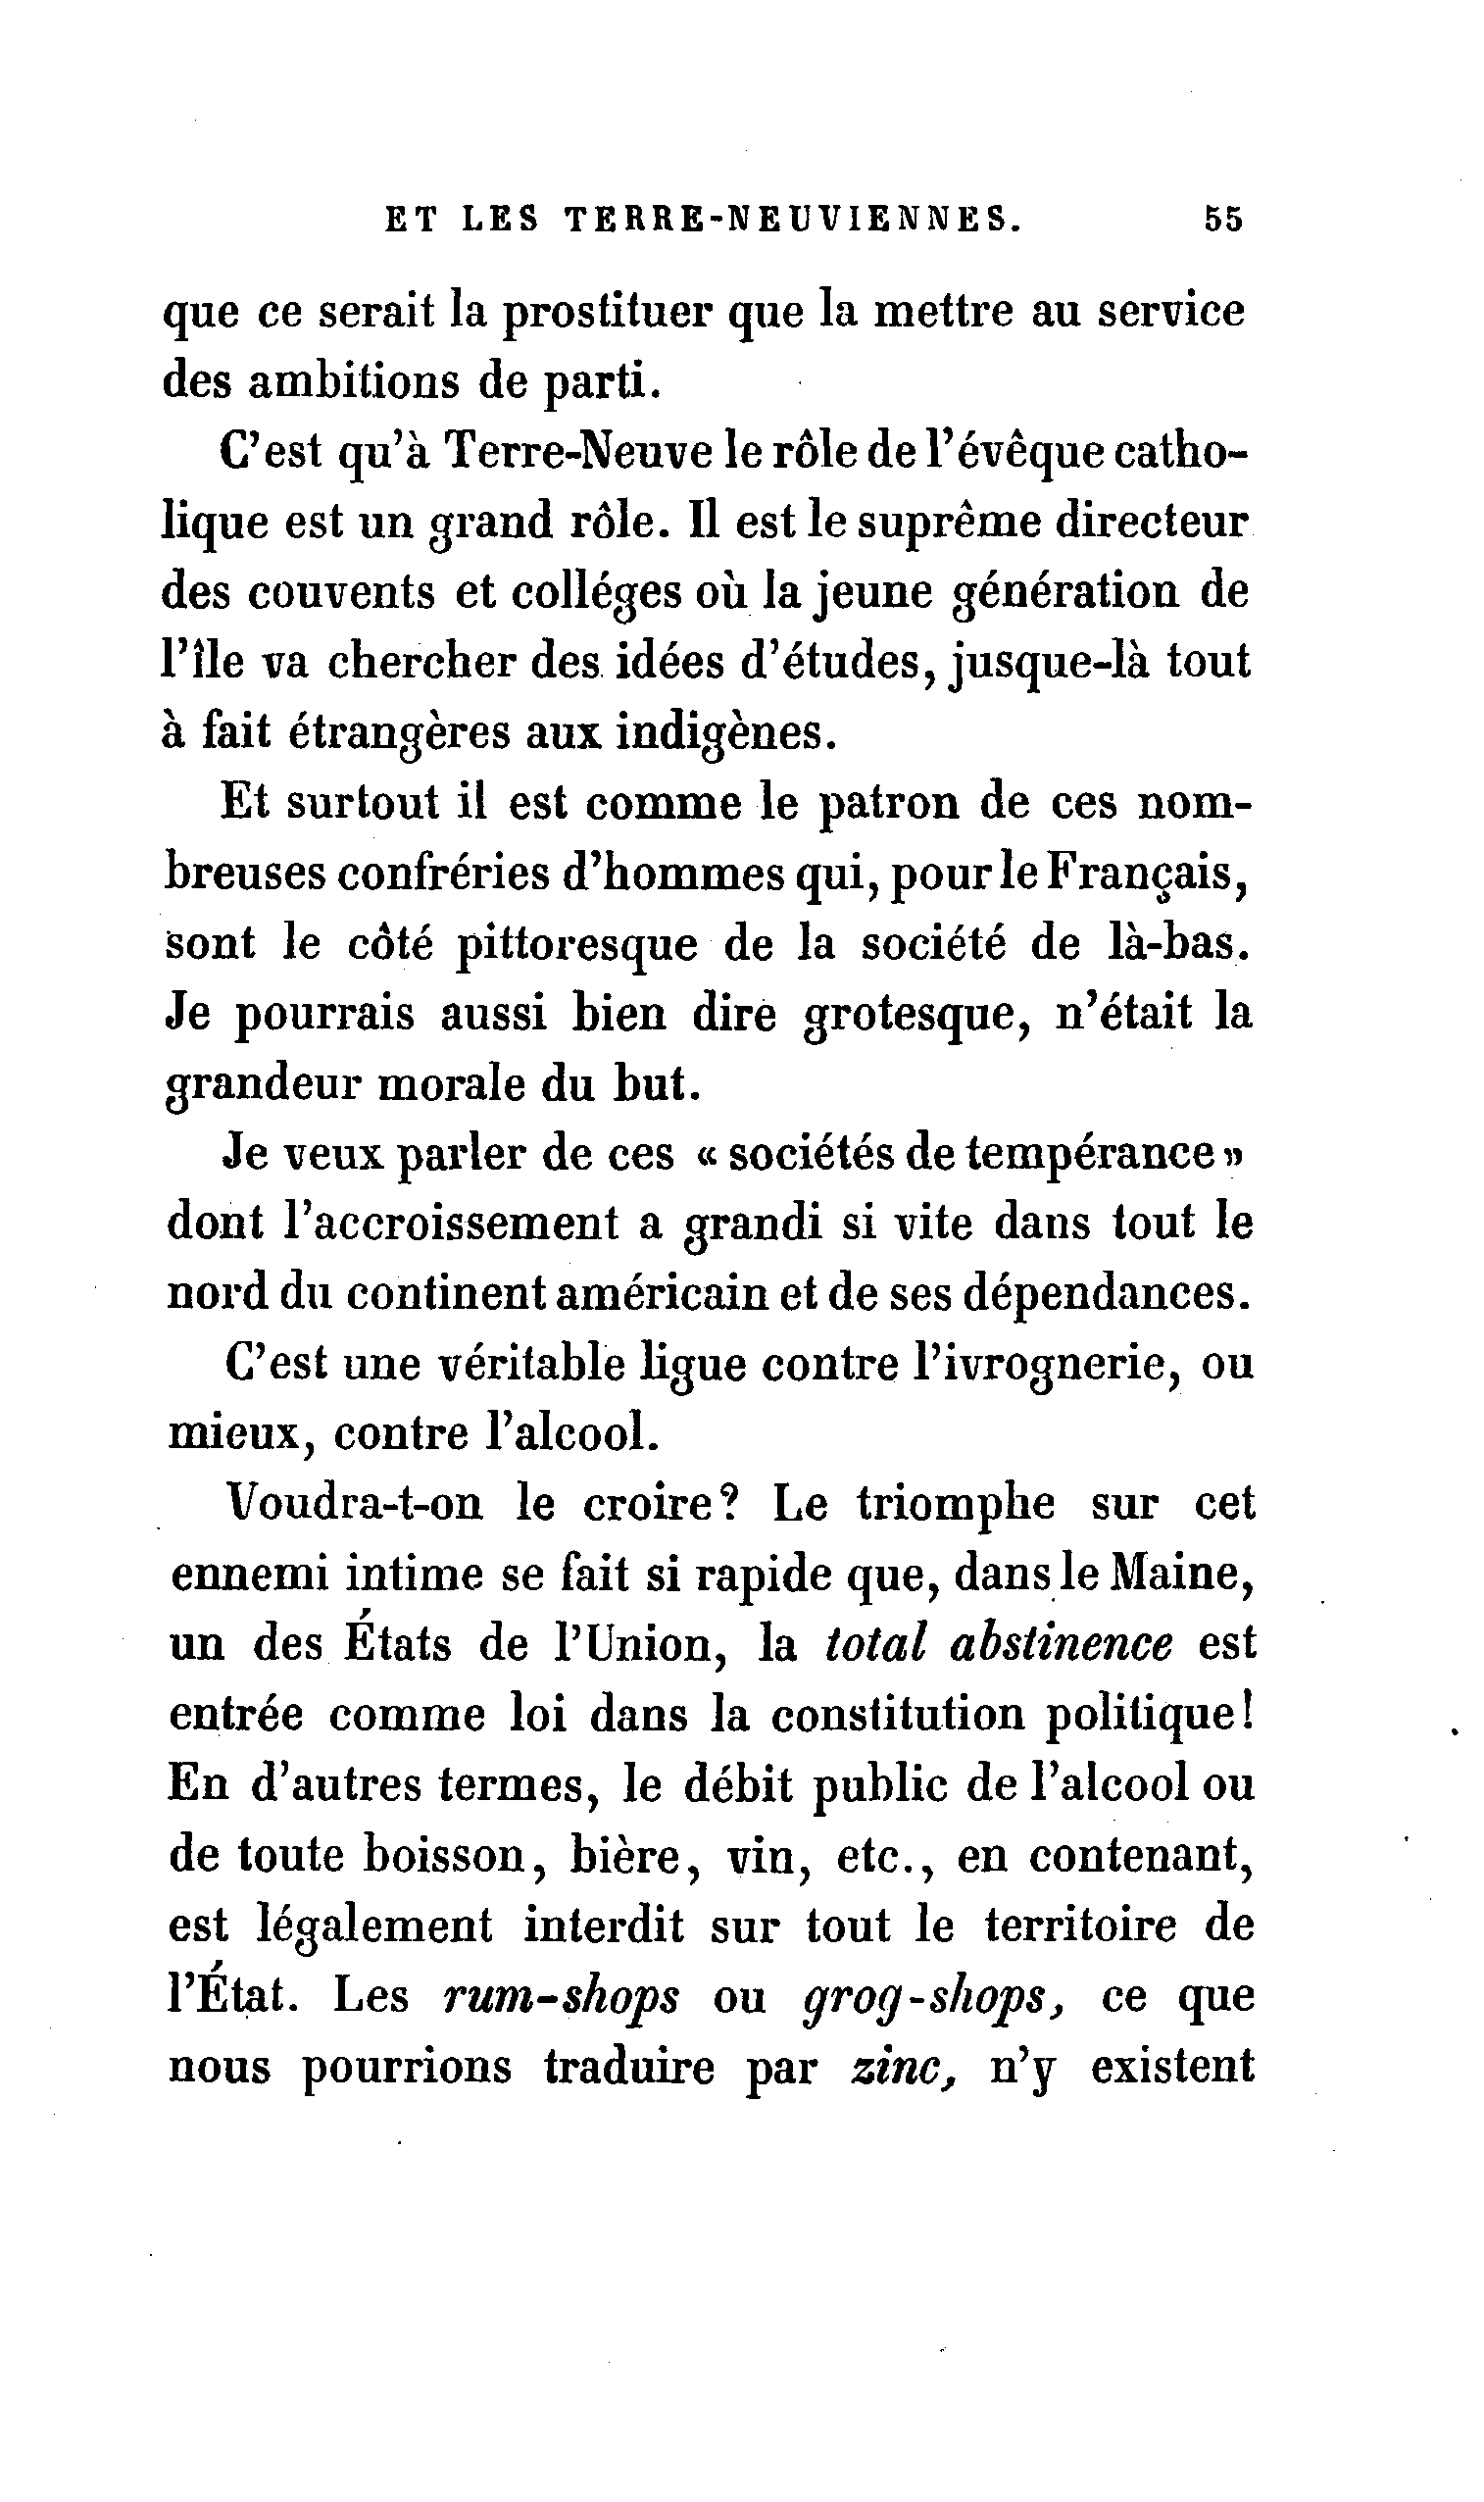 ET LES TERRE-NEUVIENNES. 55
que ce serait la prostituer que la mettre au service
des ambitions de parti.
C'est qu'à Terre-Neuve le rôle de l'évêque catho-
lique est un grand rôle. Il est le suprême directeur
des couvents et colléges où la jeune génération de
l'île va chercher des idées d'études, jusque-là tout
à fait étrangères aux indigènes.
Et surtout il est comme le patron de ces nom-
breuses confréries d'hommes qui, pour le Français,
sont le côté pittoresque de la société de là-bas.
Je pourrais aussi bien dire grotesque, n'était la
grandeur morale du but.
Je veux parler de ces « sociétés de tempérance »
dont l'accroissement a grandi si vite dans tout le
nord du continent américain et de ses dépendances.
C'est une véritable ligue contre l'ivrognerie, ou
mieux, contre l'alcool.
Voudra-t-on le croire? Le triomphe sur cet
ennemi intime se fait si rapide que, dans le Maine,
un des États de l'Union, la total abstinence est
entrée comme loi dans la constitution politique!
En d'autres termes, le débit public de l'alcool ou
de toute boisson, bière, vin, etc., en contenant,
est légalement interdit sur tout le territoire de
l'État. Les rum-shops ou grog-shops, ce que
nous pourrions traduire par zinc, n'y existent